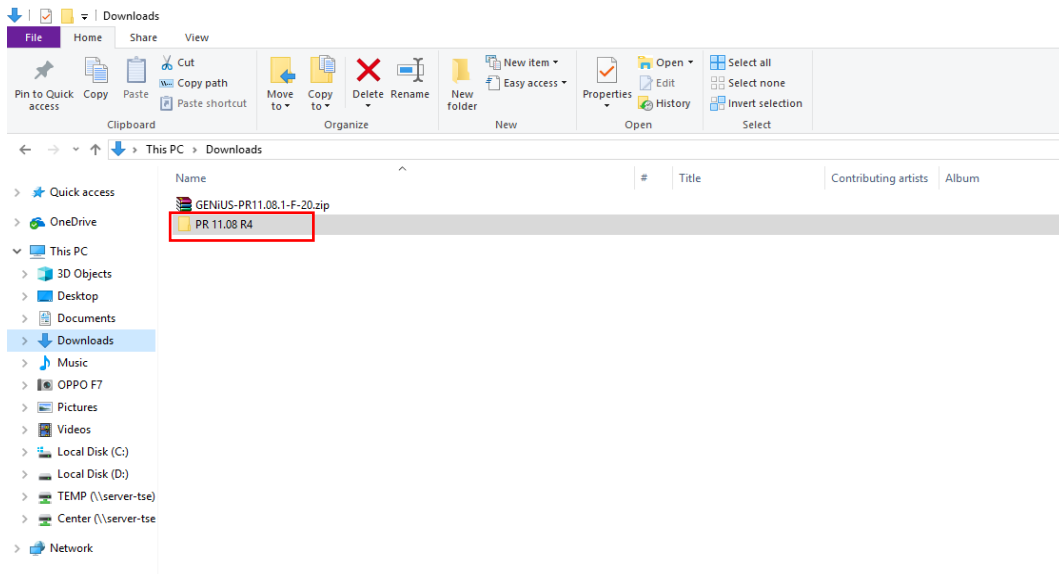 Downloads
File Home Share View
Pin to Quick access Copy Paste Cut Copy path Paste shortcut Move to Copy to Delete Rename New folder New item Easy access Properties Open Edit History Select all Select none Invert selection
Clipboard Organize New Open Select
This PC Downloads
Name # Title Contributing artists Album
GENiUS-PR11.08.1-F-20.zip
PR 11.08 R4
Quick access
OneDrive
This PC
3D Objects
Desktop
Documents
Downloads
Music
OPPO F7
Pictures
Videos
Local Disk (C:)
Local Disk (D:)
TEMP (\\server-tse)
Center (\\server-tse
Network